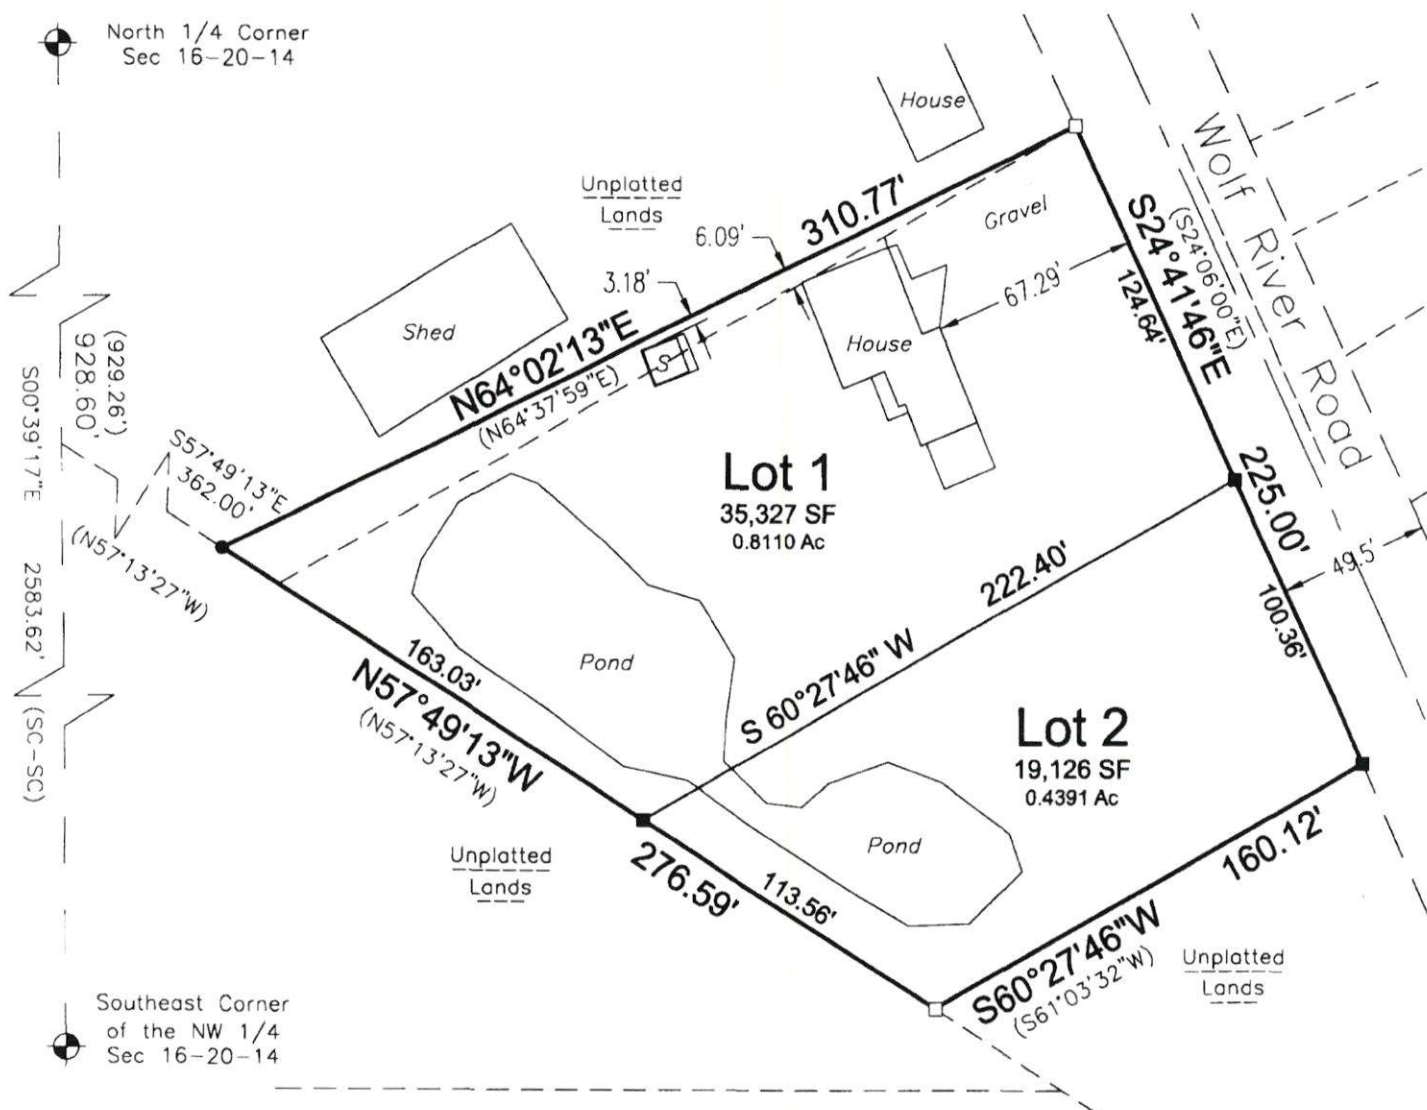 North 1/4 Corner
Sec 16-20-14
House
Unplatted
Lands
310.77'
Gravel
Wolf River Road
6.09'
3.18'
S24°41'46"E
(S24°06'00"E)
124.64'
67.29'
Shed
House
S
N64°02'13"E
(N64°37'59"E)
(929.26')
928.60'
S00°39'17"E 2583.62' (SC-SC)
S57°49'13"E
362.00'
(N57°13'27"W)
Lot 1
35,327 SF
0.8110 Ac
225.00'
49.5'
222.40'
100.36'
S 60°27'46" W
Pond
163.03'
N57°49'13"W
(N57°13'27"W)
Lot 2
19,126 SF
0.4391 Ac
Unplatted
Lands
276.59'
113.56'
Pond
160.12'
S60°27'46"W
(S61°03'32"W)
Unplatted
Lands
Southeast Corner
of the NW 1/4
Sec 16-20-14